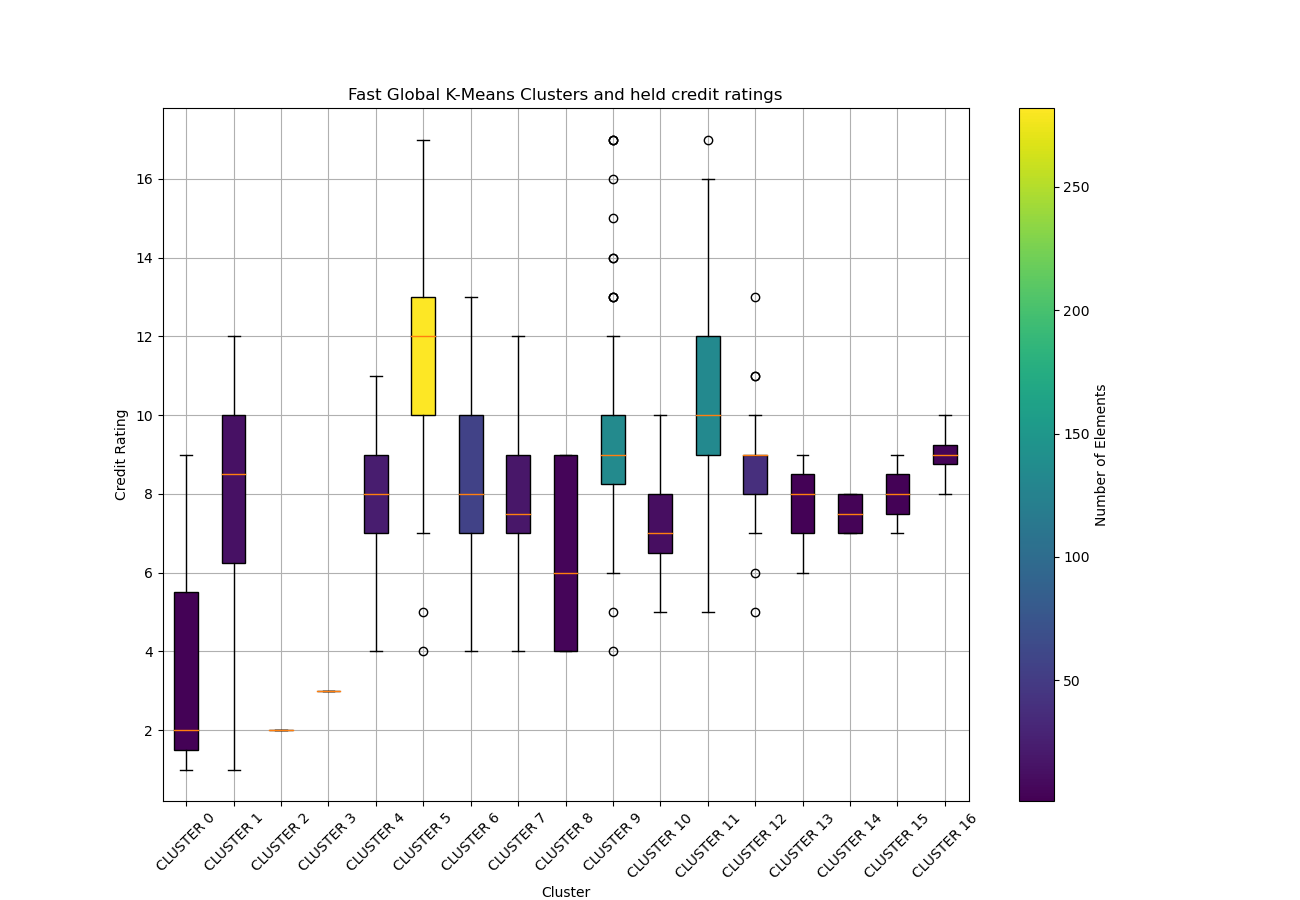 Fast Global K-Means Clusters and held credit ratings
Credit Rating
16
14
12
10
8
6
4
2
CLUSTER 0
CLUSTER 1
CLUSTER 2
CLUSTER 3
CLUSTER 4
CLUSTER 5
CLUSTER 6
CLUSTER 7
CLUSTER 8
CLUSTER 9
CLUSTER 10
CLUSTER 11
CLUSTER 12
CLUSTER 13
CLUSTER 14
CLUSTER 15
CLUSTER 16
Cluster
250
200
150
100
50
Number of Elements